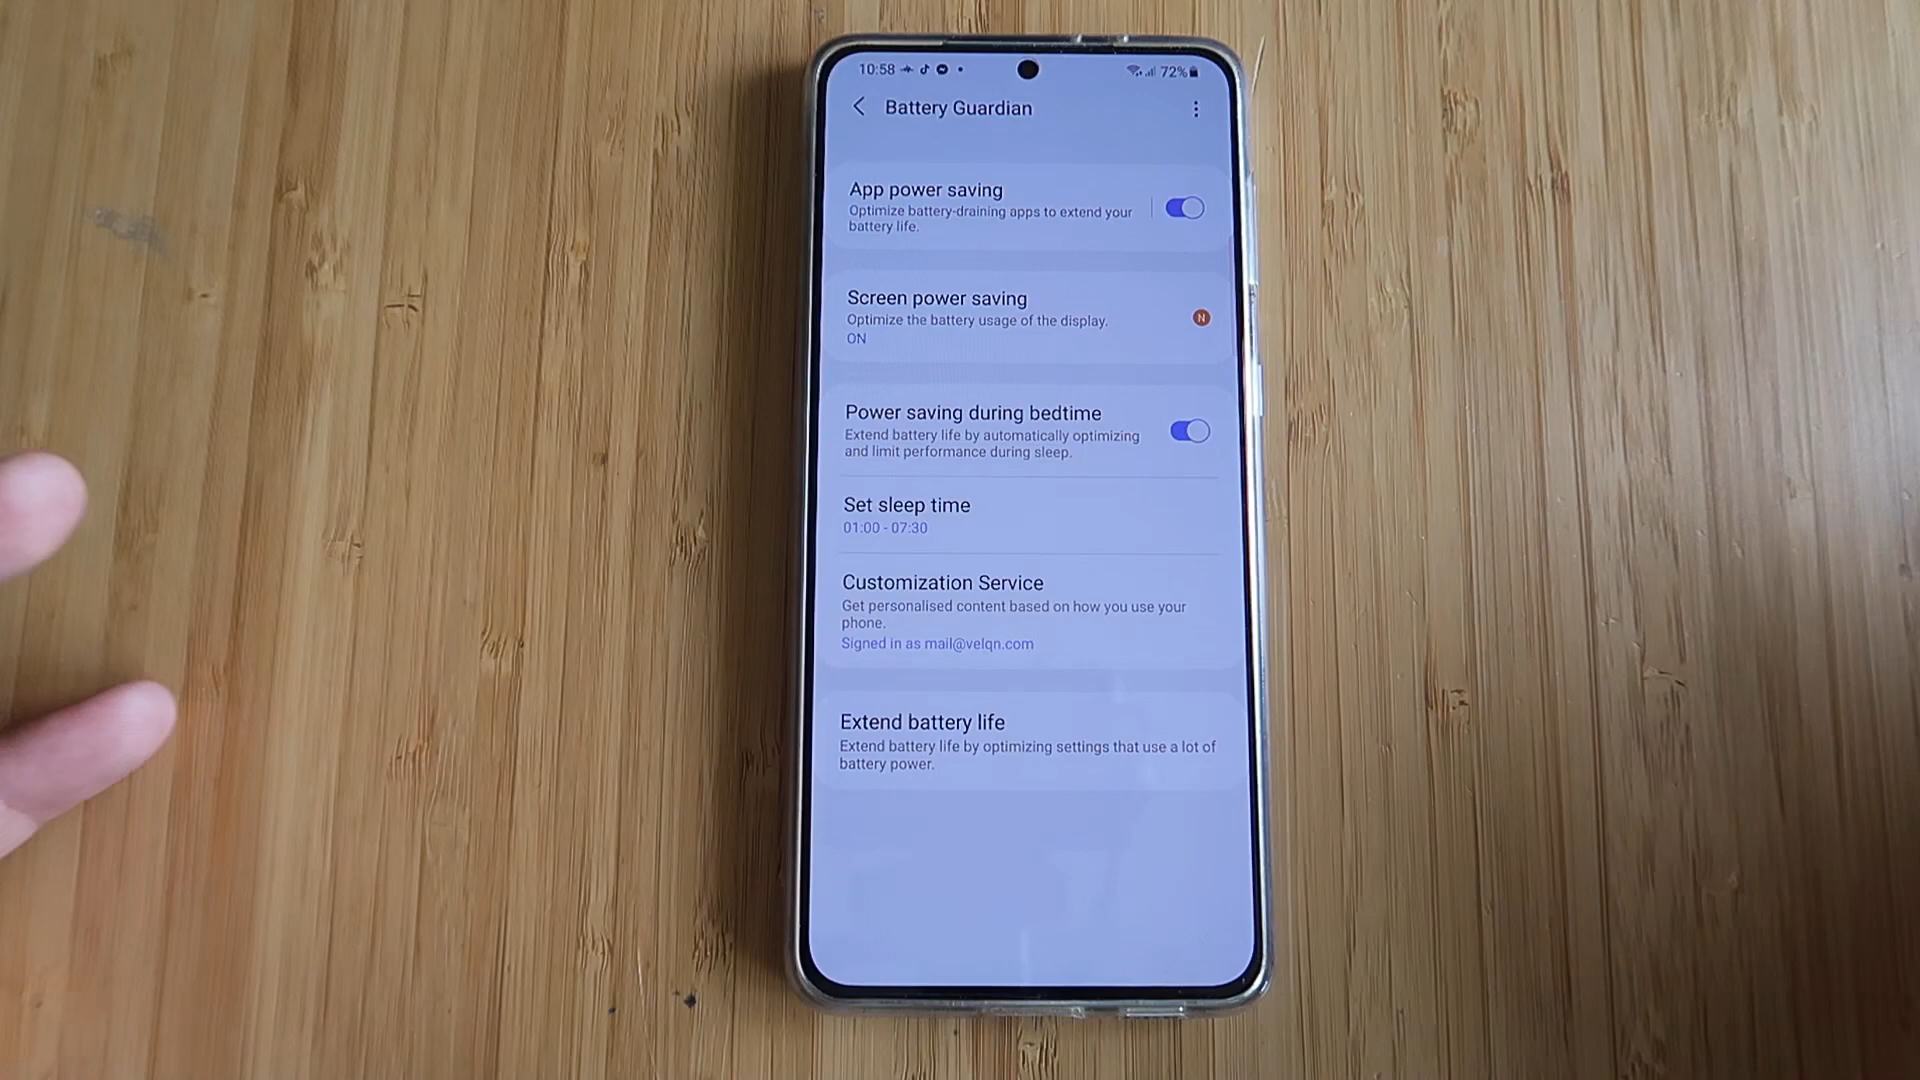 10:58
72%
Battery Guardian
App power saving
Optimize battery-draining apps to extend your
battery life.
Screen power saving
Optimize the battery usage of the display.
ON
N
Power saving during bedtime
Extend battery life by automatically optimizing
and limit performance during sleep.
Set sleep time
01:00 - 07:30
Customization Service
Get personalised content based on how you use your
phone.
Signed in as mail@velqn.com
Extend battery life
Extend battery life by optimizing settings that use a lot of
battery power.